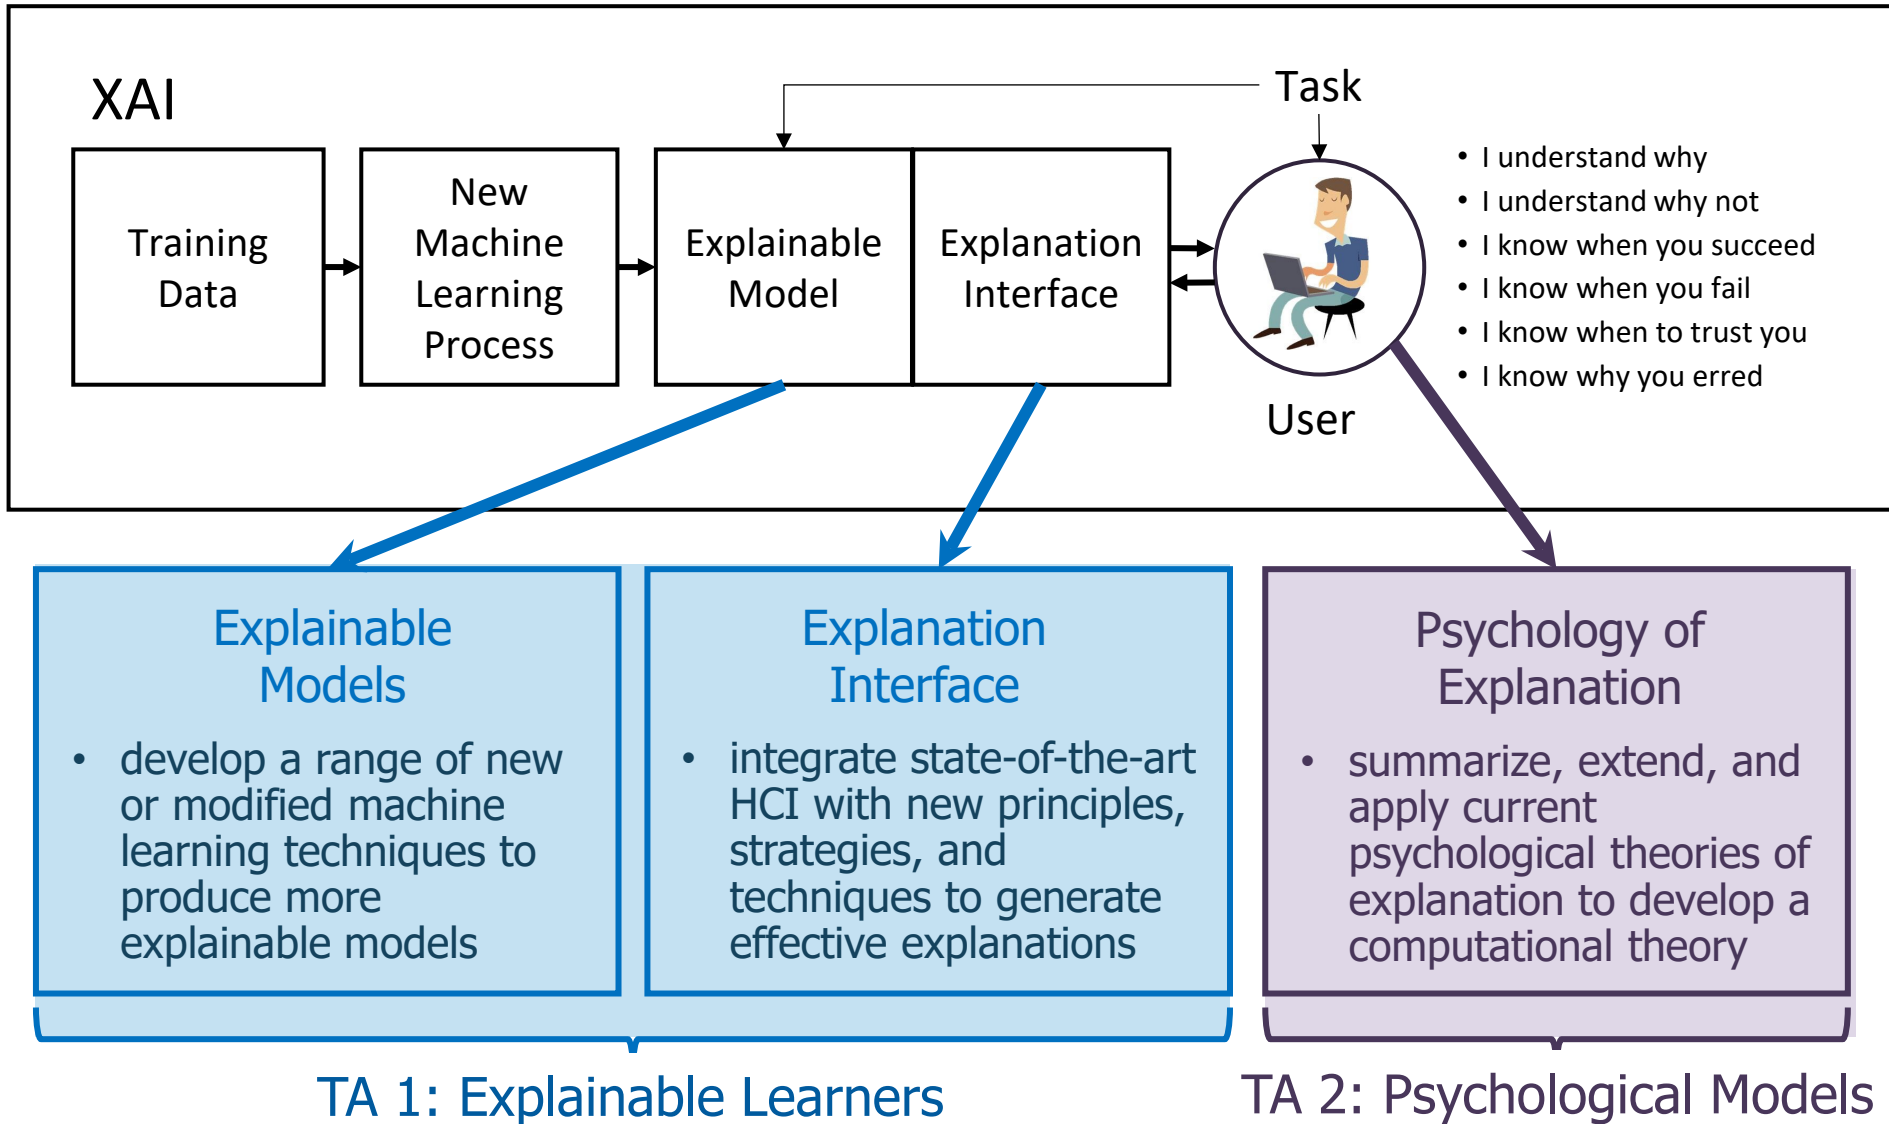 XAI
Task
Training
Data
New
Machine
Learning
Process
Explainable
Model
Explanation
Interface
User
• I understand why
• I understand why not
• I know when you succeed
• I know when you fail
• I know when to trust you
• I know why you erred
Explainable
Models
• develop a range of new
or modified machine
learning techniques to
produce more
explainable models
Explanation
Interface
• integrate state-of-the-art
HCI with new principles,
strategies, and
techniques to generate
effective explanations
Psychology of
Explanation
• summarize, extend, and
apply current
psychological theories of
explanation to develop a
computational theory
TA 1: Explainable Learners
TA 2: Psychological Models